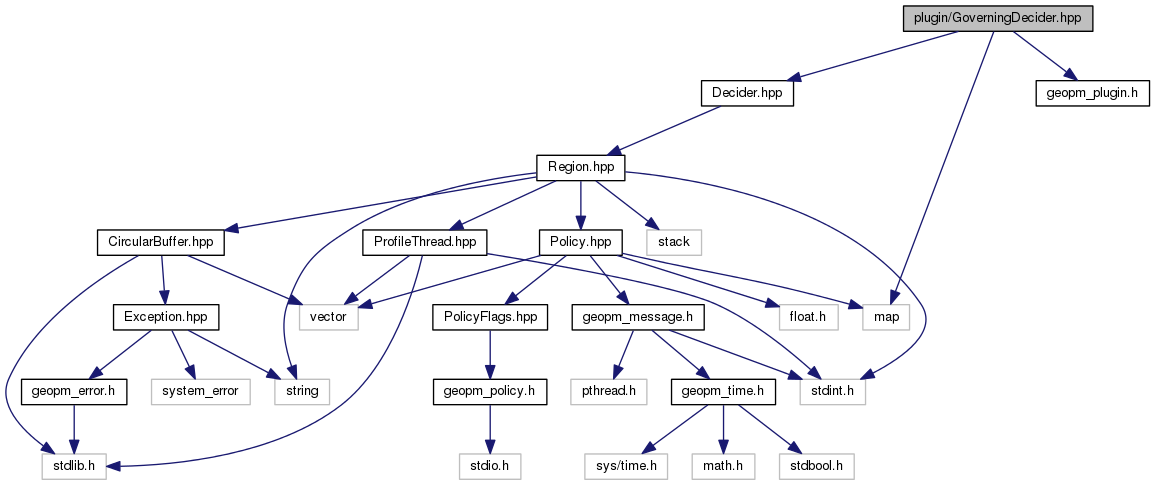 plugin/GoverningDecider.hpp
Decider.hpp
geopm_plugin.h
Region.hpp
CircularBuffer.hpp
ProfileThread.hpp
Policy.hpp
stack
Exception.hpp
vector
PolicyFlags.hpp
geopm_message.h
float.h
map
geopm_error.h
system_error
string
geopm_policy.h
pthread.h
geopm_time.h
stdint.h
stdlib.h
stdio.h
sys/time.h
math.h
stdbool.h